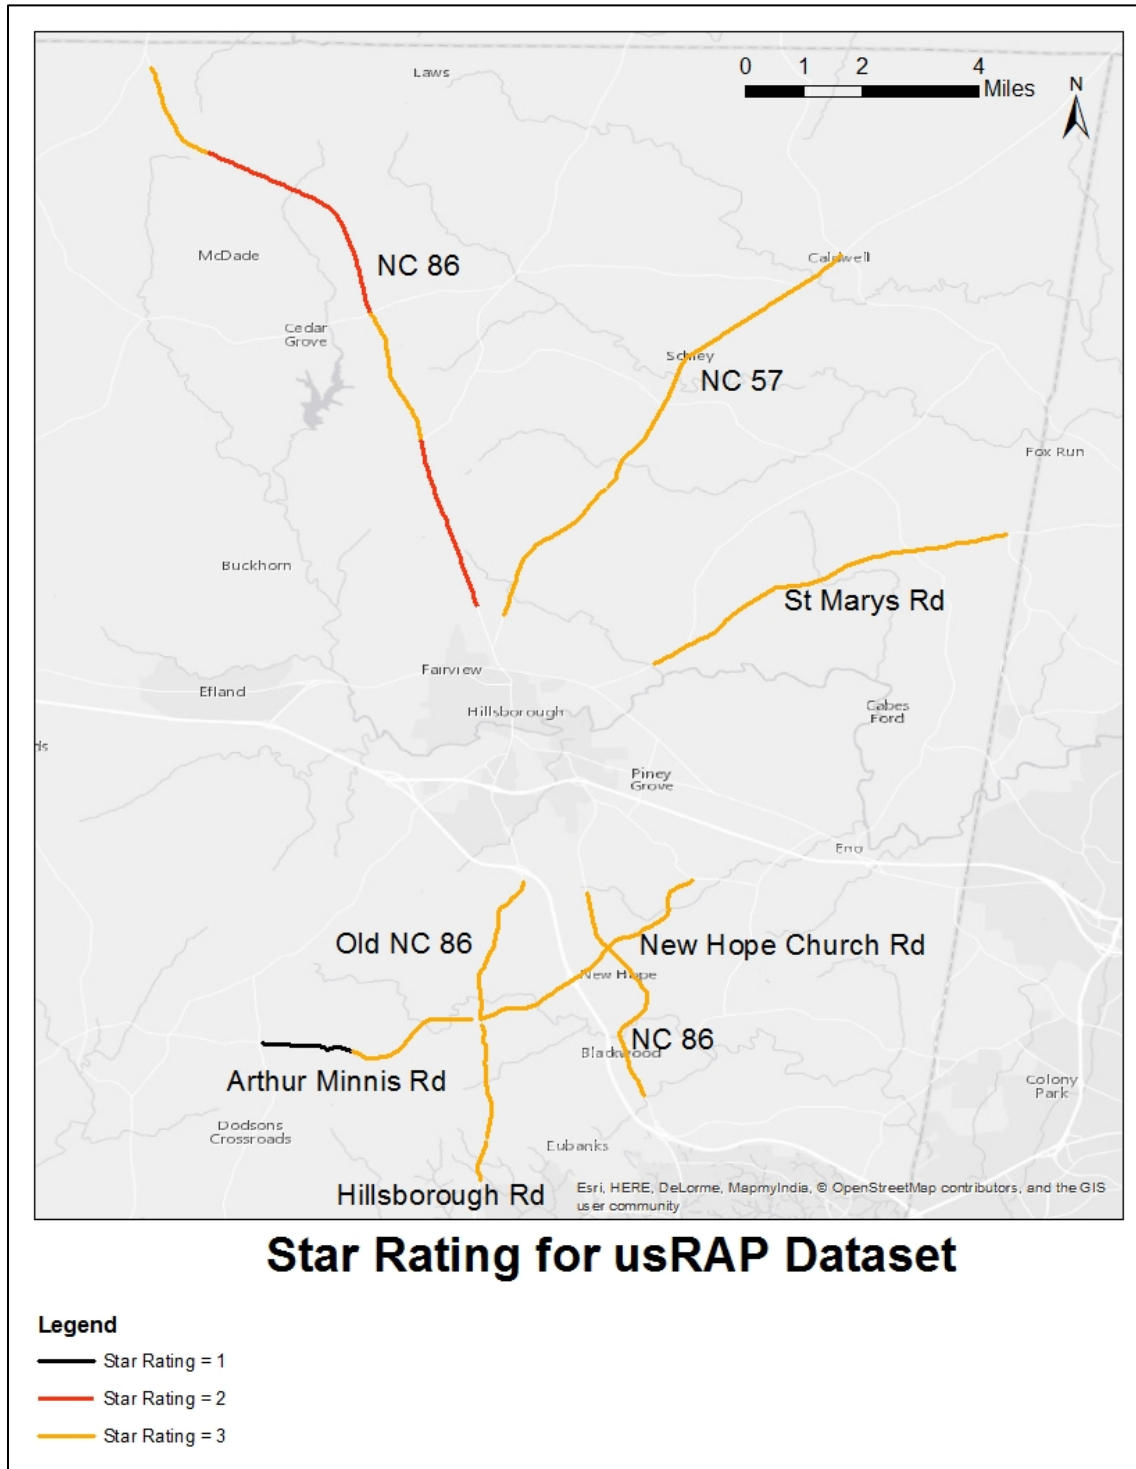 Laws
0 1 2 4
Miles
N
McDade
NC 86
Caldwell
Cedar
Grove
Schley
NC 57
Fox Run
Buckhorn
St Marys Rd
Fairview
Efland
Hillsborough
Cabes
Ford
ds
Piney
Grove
Eno
Old NC 86
New Hope Church Rd
New Hope
NC 86
Blackwood
Arthur Minnis Rd
Colony
Park
Dodsons
Crossroads
Eubanks
Hillsborough Rd
Esri, HERE, DeLorme, MapmyIndia, © OpenStreetMap contributors, and the GIS
user community
Star Rating for usRAP Dataset
Legend
Star Rating = 1
Star Rating = 2
Star Rating = 3